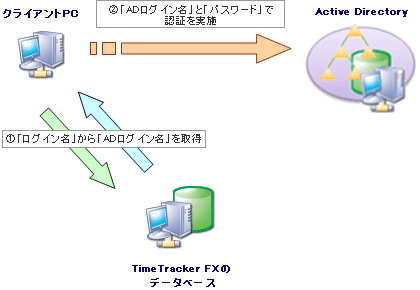 ②「ADログイン名」と「パスワード」で
認証を実施
クライアントPC
Active Directory
①「ログイン名」から「ADログイン名」を取得
TimeTracker FXの
データベース